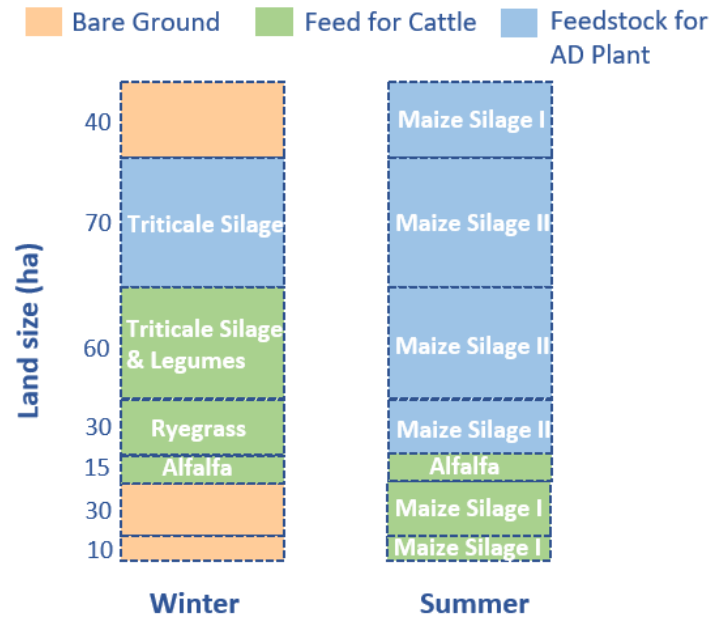 Bare Ground
Feed for Cattle
Feedstock for
AD Plant
Land size (ha)
40
Maize Silage I
70
Triticale Silage
Maize Silage II
60
Triticale Silage
& Legumes
Maize Silage II
30
Ryegrass
Maize Silage II
15
Alfalfa
Alfalfa
30
Maize Silage I
10
Maize Silage I
Winter
Summer